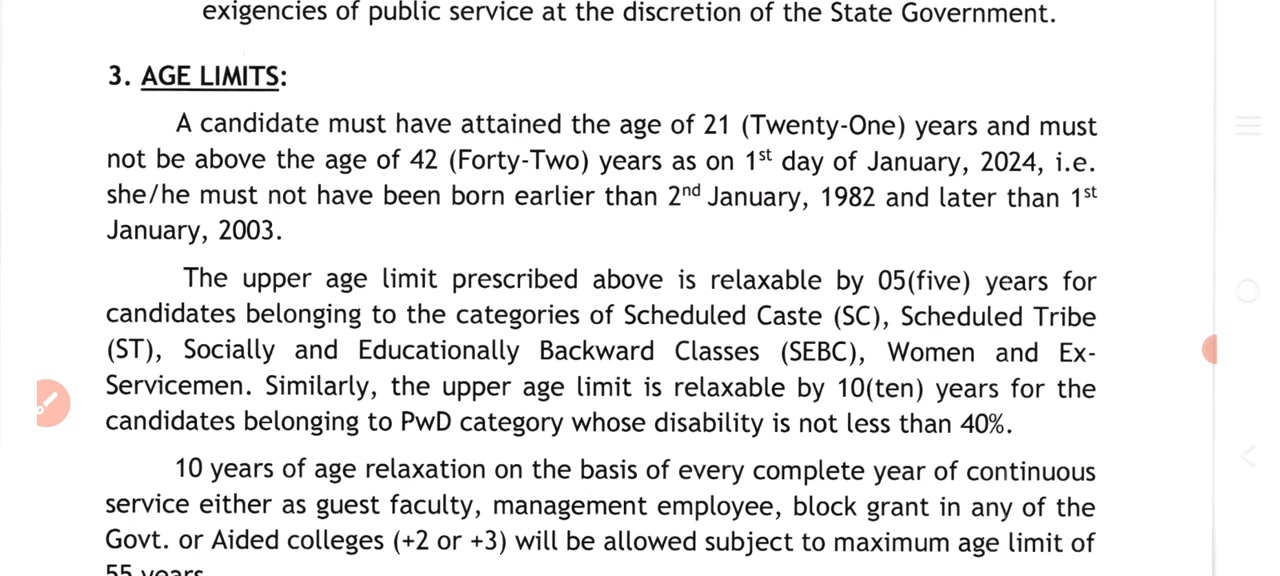 exigencies of public service at the discretion of the State Government.
3. AGE LIMITS:
A candidate must have attained the age of 21 (Twenty-One) years and must
not be above the age of 42 (Forty-Two) years as on 1st day of January, 2024, i.e.
she/he must not have been born earlier than 2nd January, 1982 and later than 1st
January, 2003.
The upper age limit prescribed above is relaxable by 05(five) years for
candidates belonging to the categories of Scheduled Caste (SC), Scheduled Tribe
(ST), Socially and Educationally Backward Classes (SEBC), Women and Ex-
Servicemen. Similarly, the upper age limit is relaxable by 10(ten) years for the
candidates belonging to PwD category whose disability is not less than 40%.
10 years of age relaxation on the basis of every complete year of continuous
service either as guest faculty, management employee, block grant in any of the
Govt. or Aided colleges (+2 or +3) will be allowed subject to maximum age limit of
55 years